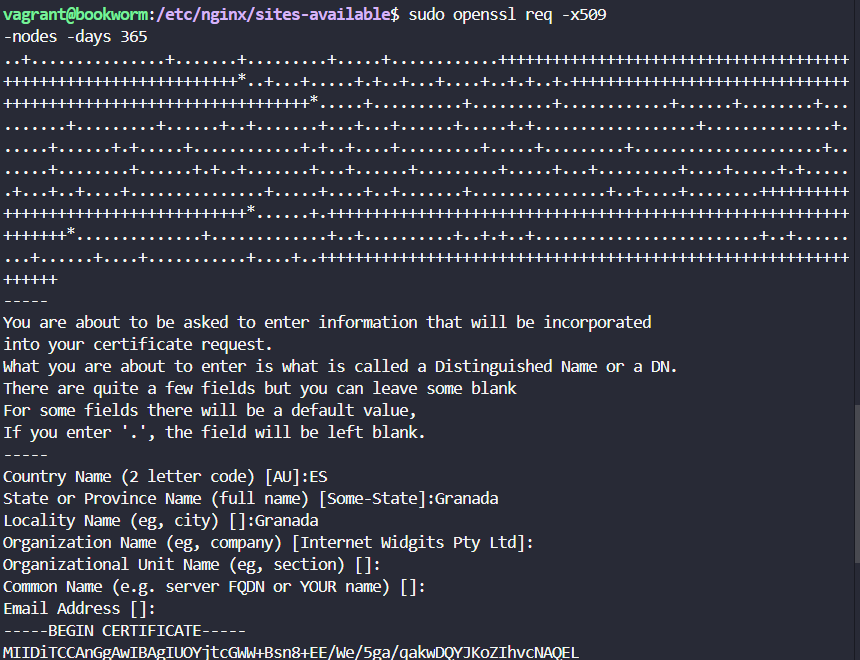 vagrant@bookworm:/etc/nginx/sites-available$ sudo openssl req -x509
-nodes -days 365
-----
You are about to be asked to enter information that will be incorporated
into your certificate request.
What you are about to enter is what is called a Distinguished Name or a DN.
There are quite a few fields but you can leave some blank
For some fields there will be a default value,
If you enter '.', the field will be left blank.
-----
Country Name (2 letter code) [AU]:ES
State or Province Name (full name) [Some-State]:Granada
Locality Name (eg, city) []:Granada
Organization Name (eg, company) [Internet Widgits Pty Ltd]:
Organizational Unit Name (eg, section) []:
Common Name (e.g. server FQDN or YOUR name) []:
Email Address []:
-----BEGIN CERTIFICATE-----